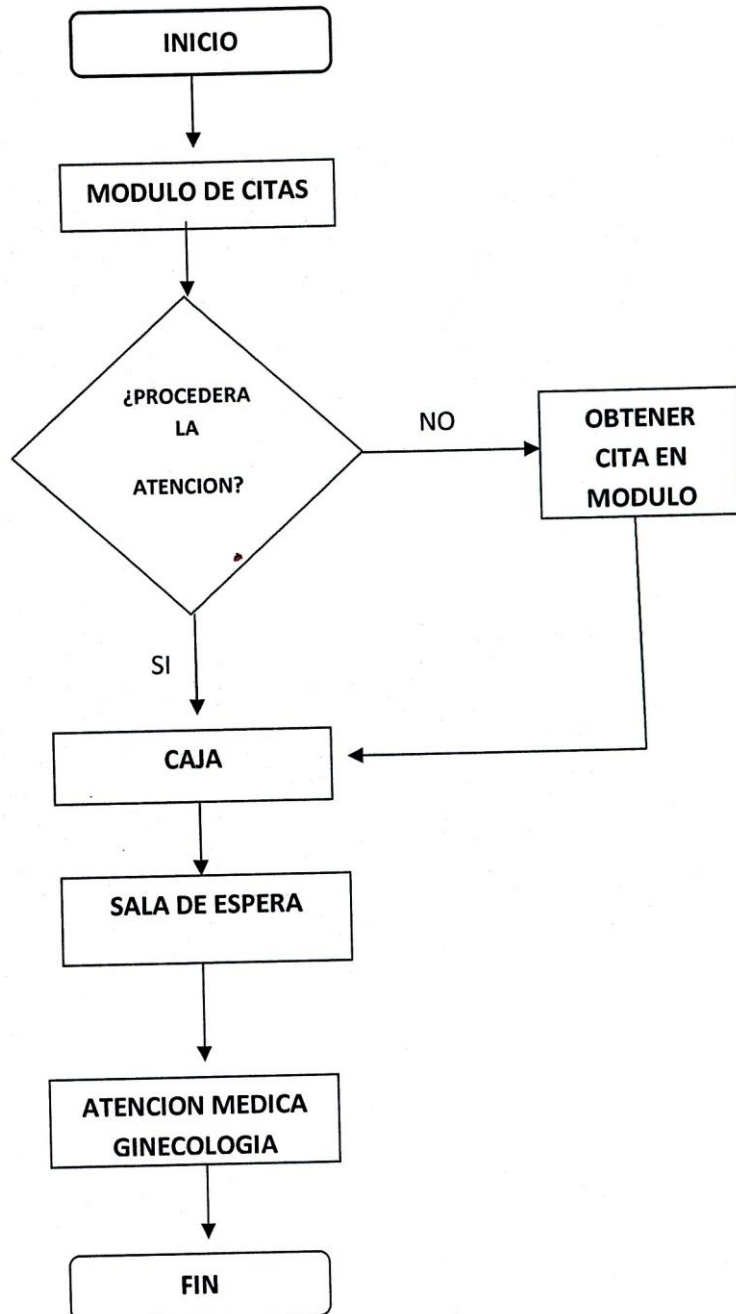 INICIO
MODULO DE CITAS
¿PROCEDERA
LA
ATENCION?
NO
OBTENER
CITA EN
MODULO
SI
CAJA
SALA DE ESPERA
ATENCION MEDICA
GINECOLOGIA
FIN